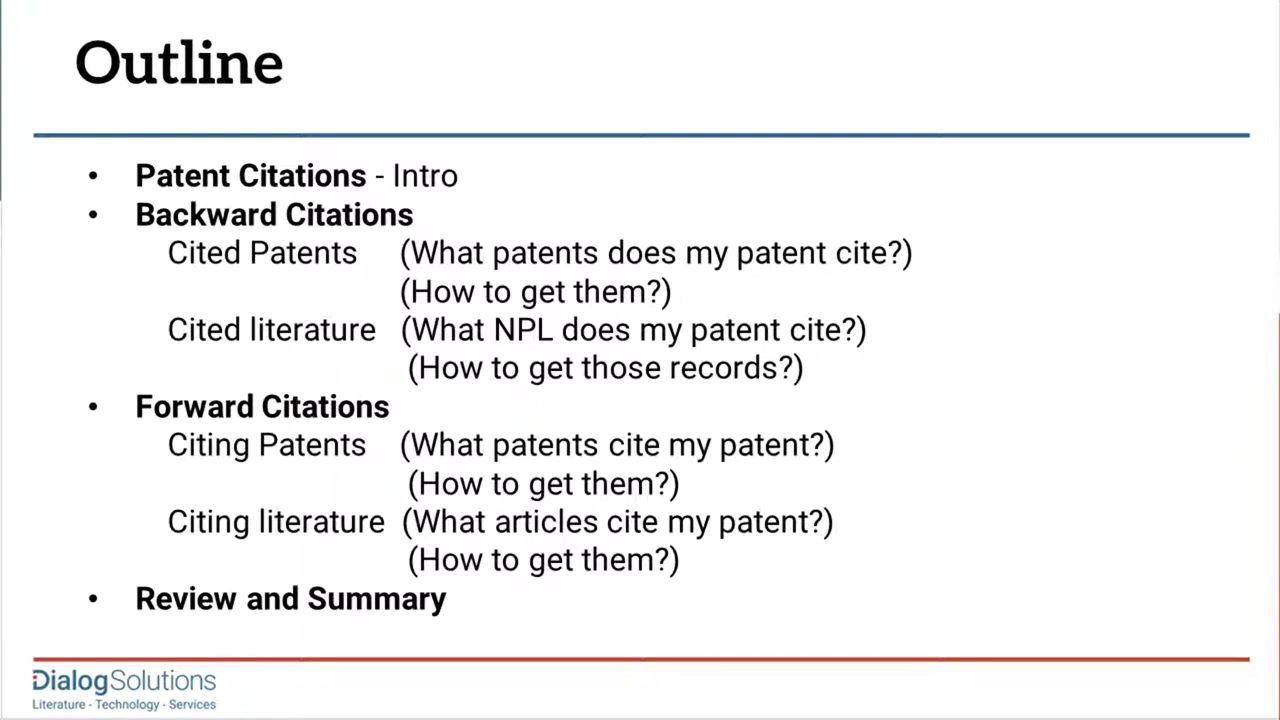 Outline
• Patent Citations - Intro
• Backward Citations
Cited Patents (What patents does my patent cite?)
(How to get them?)
Cited literature (What NPL does my patent cite?)
(How to get those records?)
• Forward Citations
Citing Patents (What patents cite my patent?)
(How to get them?)
Citing literature (What articles cite my patent?)
(How to get them?)
• Review and Summary
DialogSolutions
Literature · Technology · Services